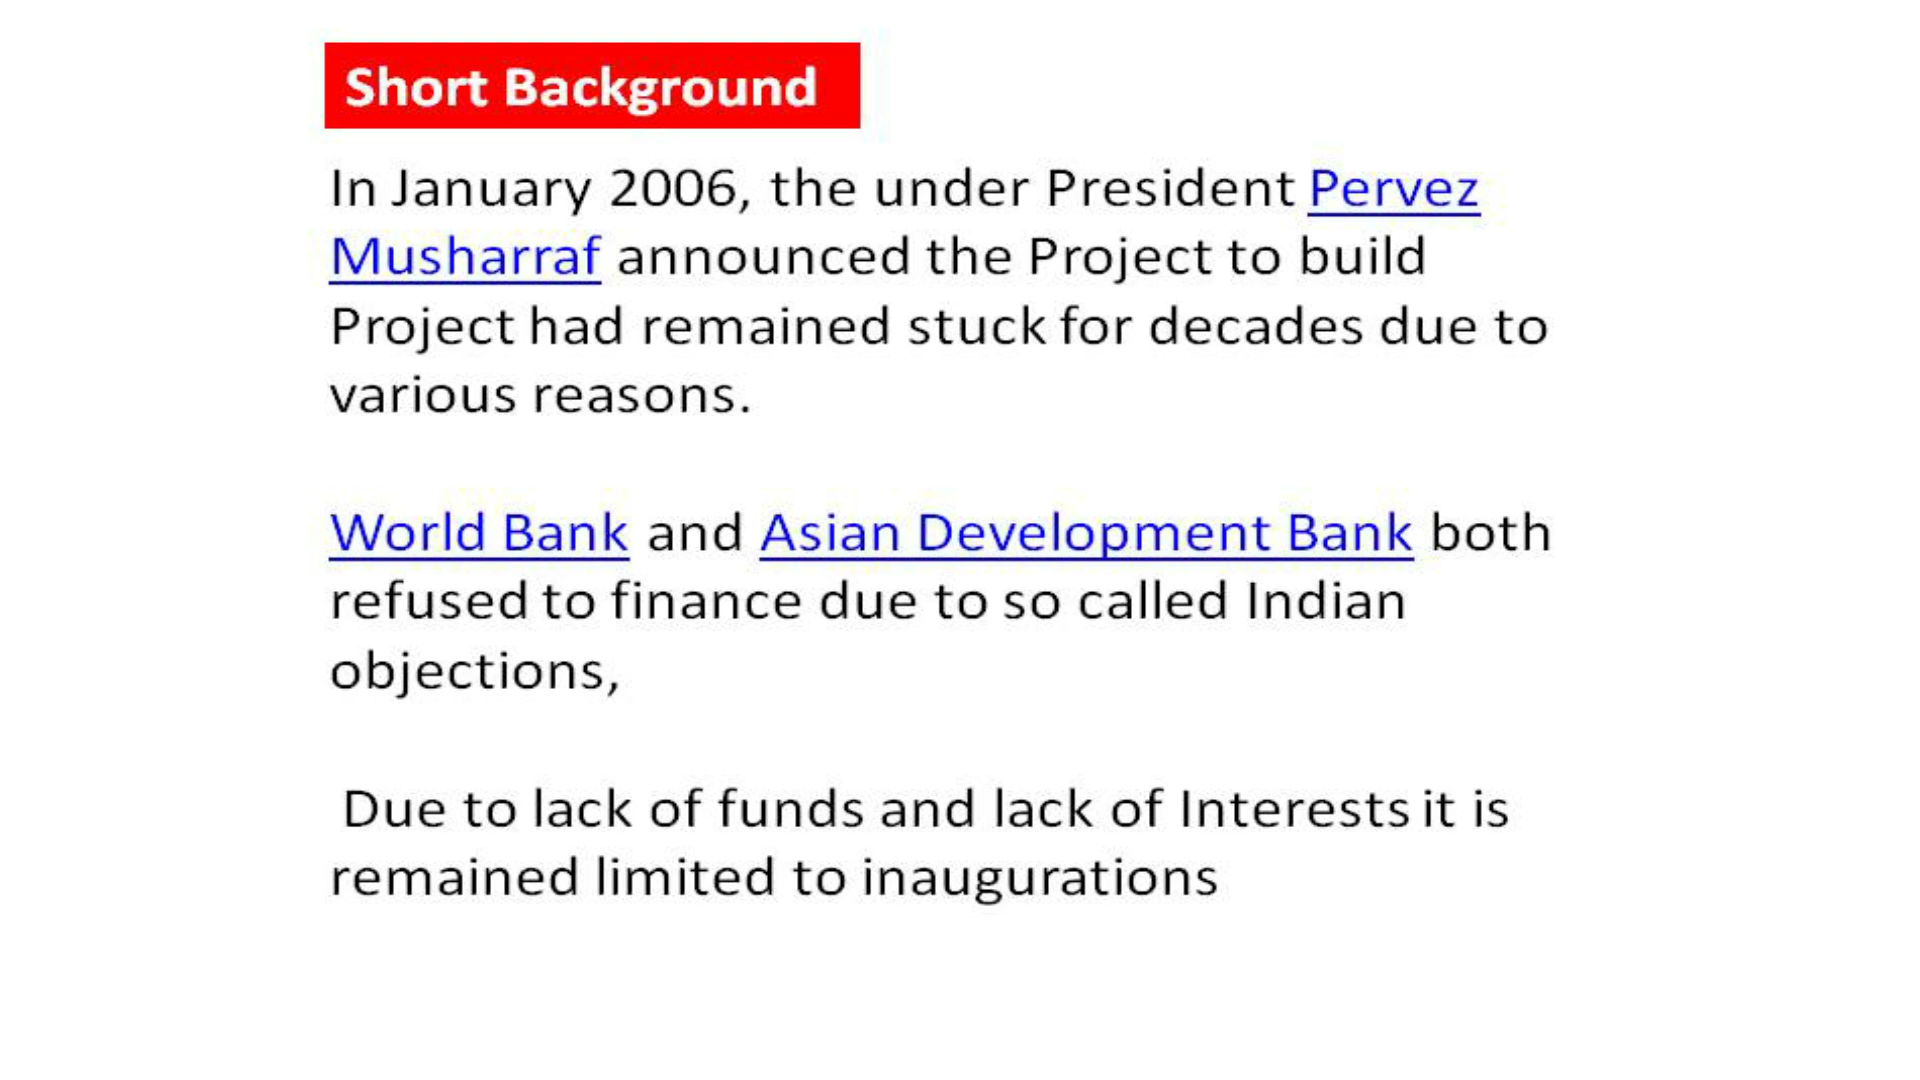 Short Background
In January 2006, the under President Pervez
Musharraf announced the Project to build
Project had remained stuck for decades due to
various reasons.
World Bank and Asian Development Bank both
refused to finance due to so called Indian
objections,
Due to lack of funds and lack of Interests it is
remained limited to inaugurations